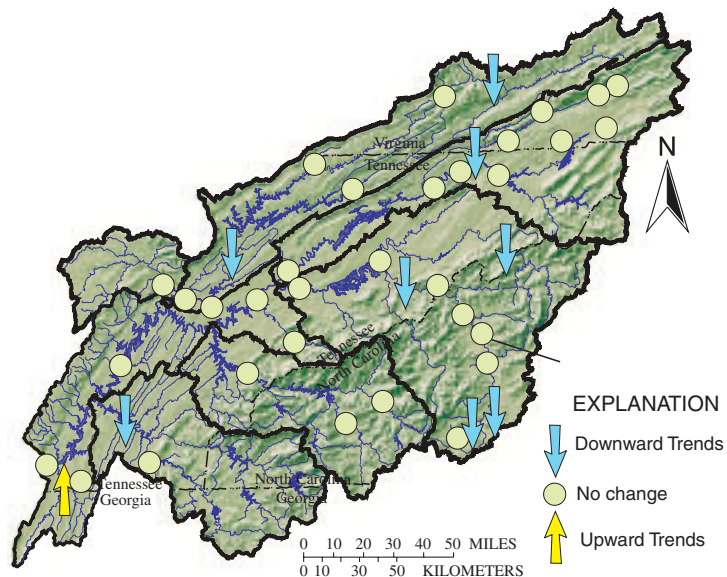 Virginia
Tennessee
N
Tennessee
North Carolina
EXPLANATION
Downward Trends
No change
Upward Trends
Tennessee
Georgia
North Carolina
Georgia
0 10 20 30 40 50 MILES
0 10 30 50 KILOMETERS